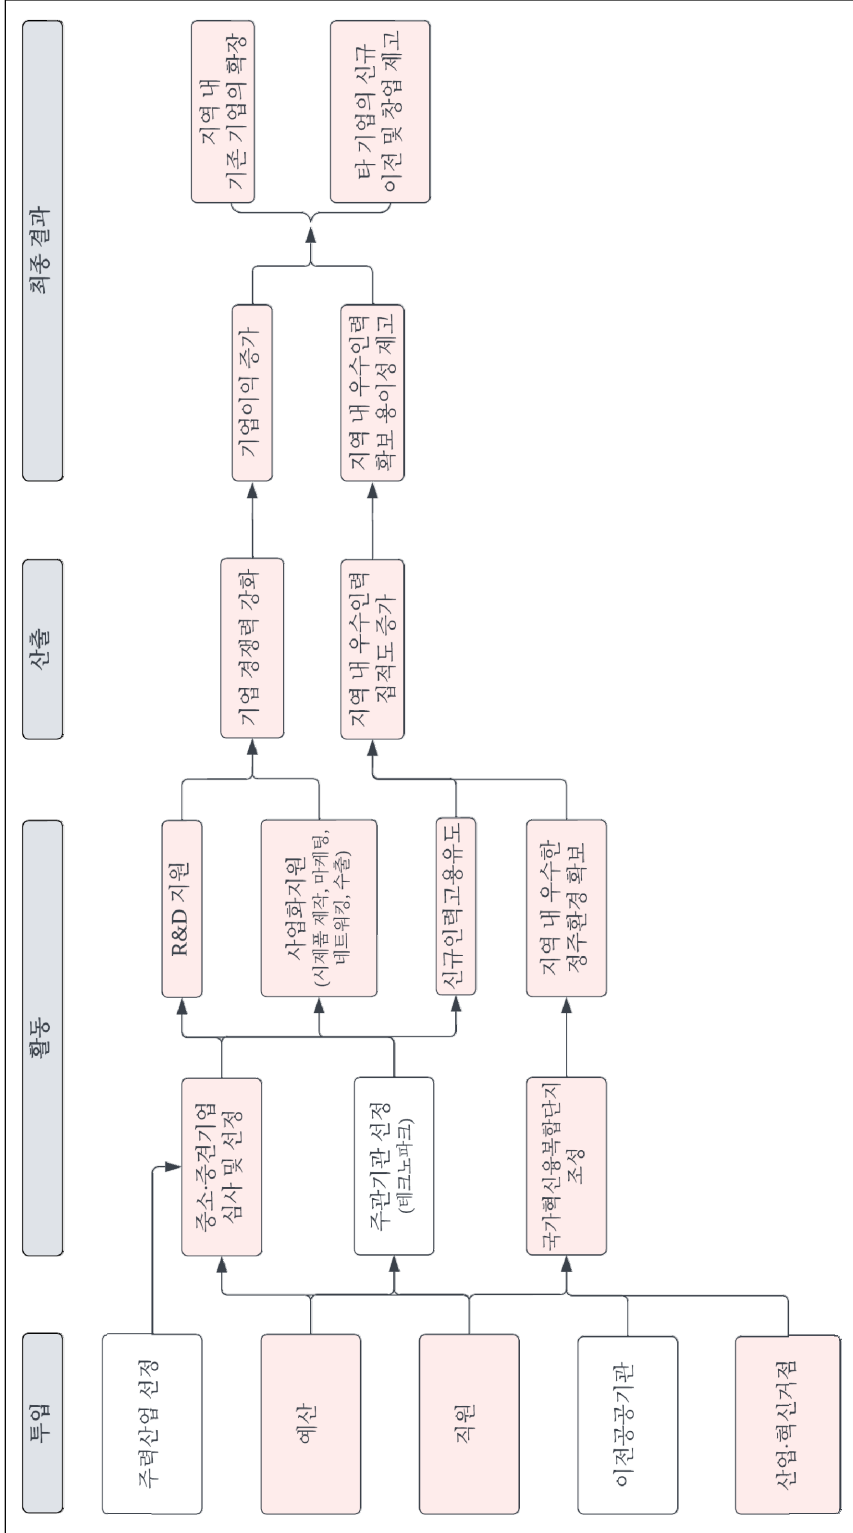 투입
활동
산출
최종 결과
주력산업 선정
예산
직원
이전공공기관
산업·혁신거점
중소·중견기업
심사 및 선정
주관기관 선정
(테크노파크)
국가혁신융복합단지
조성
R&D 지원
사업화지원
(시제품 제작, 마케팅,
네트워킹, 수출)
신규인력고용유도
지역 내 우수한
정주환경 확보
기업 경쟁력 강화
지역 내 우수인력
집적도 증가
기업이익 증가
지역 내 우수인력
확보 용이성 제고
지역 내
기존 기업의 확장
타 기업의 신규
이전 및 창업 제고